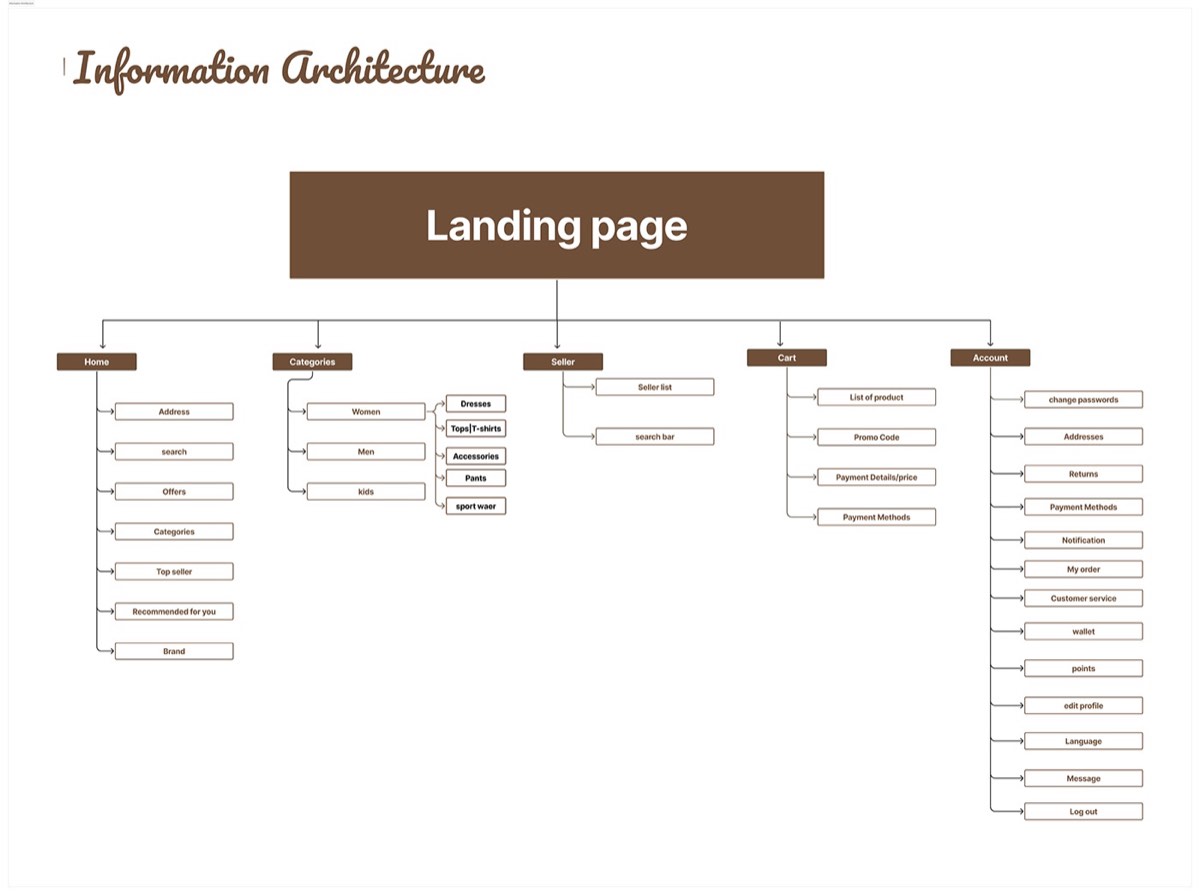 Information Architecture
Landing page
Home
Address
search
Offers
Categories
Top seller
Recommended for you
Brand
Categories
Women
Men
kids
Dresses
Tops|T-shirts
Accessories
Pants
sport waer
Seller
Seller list
search bar
Cart
List of product
Promo Code
Payment Details/price
Payment Methods
Account
change passwords
Addresses
Returns
Payment Methods
Notification
My order
Customer service
wallet
points
edit profile
Language
Message
Log out